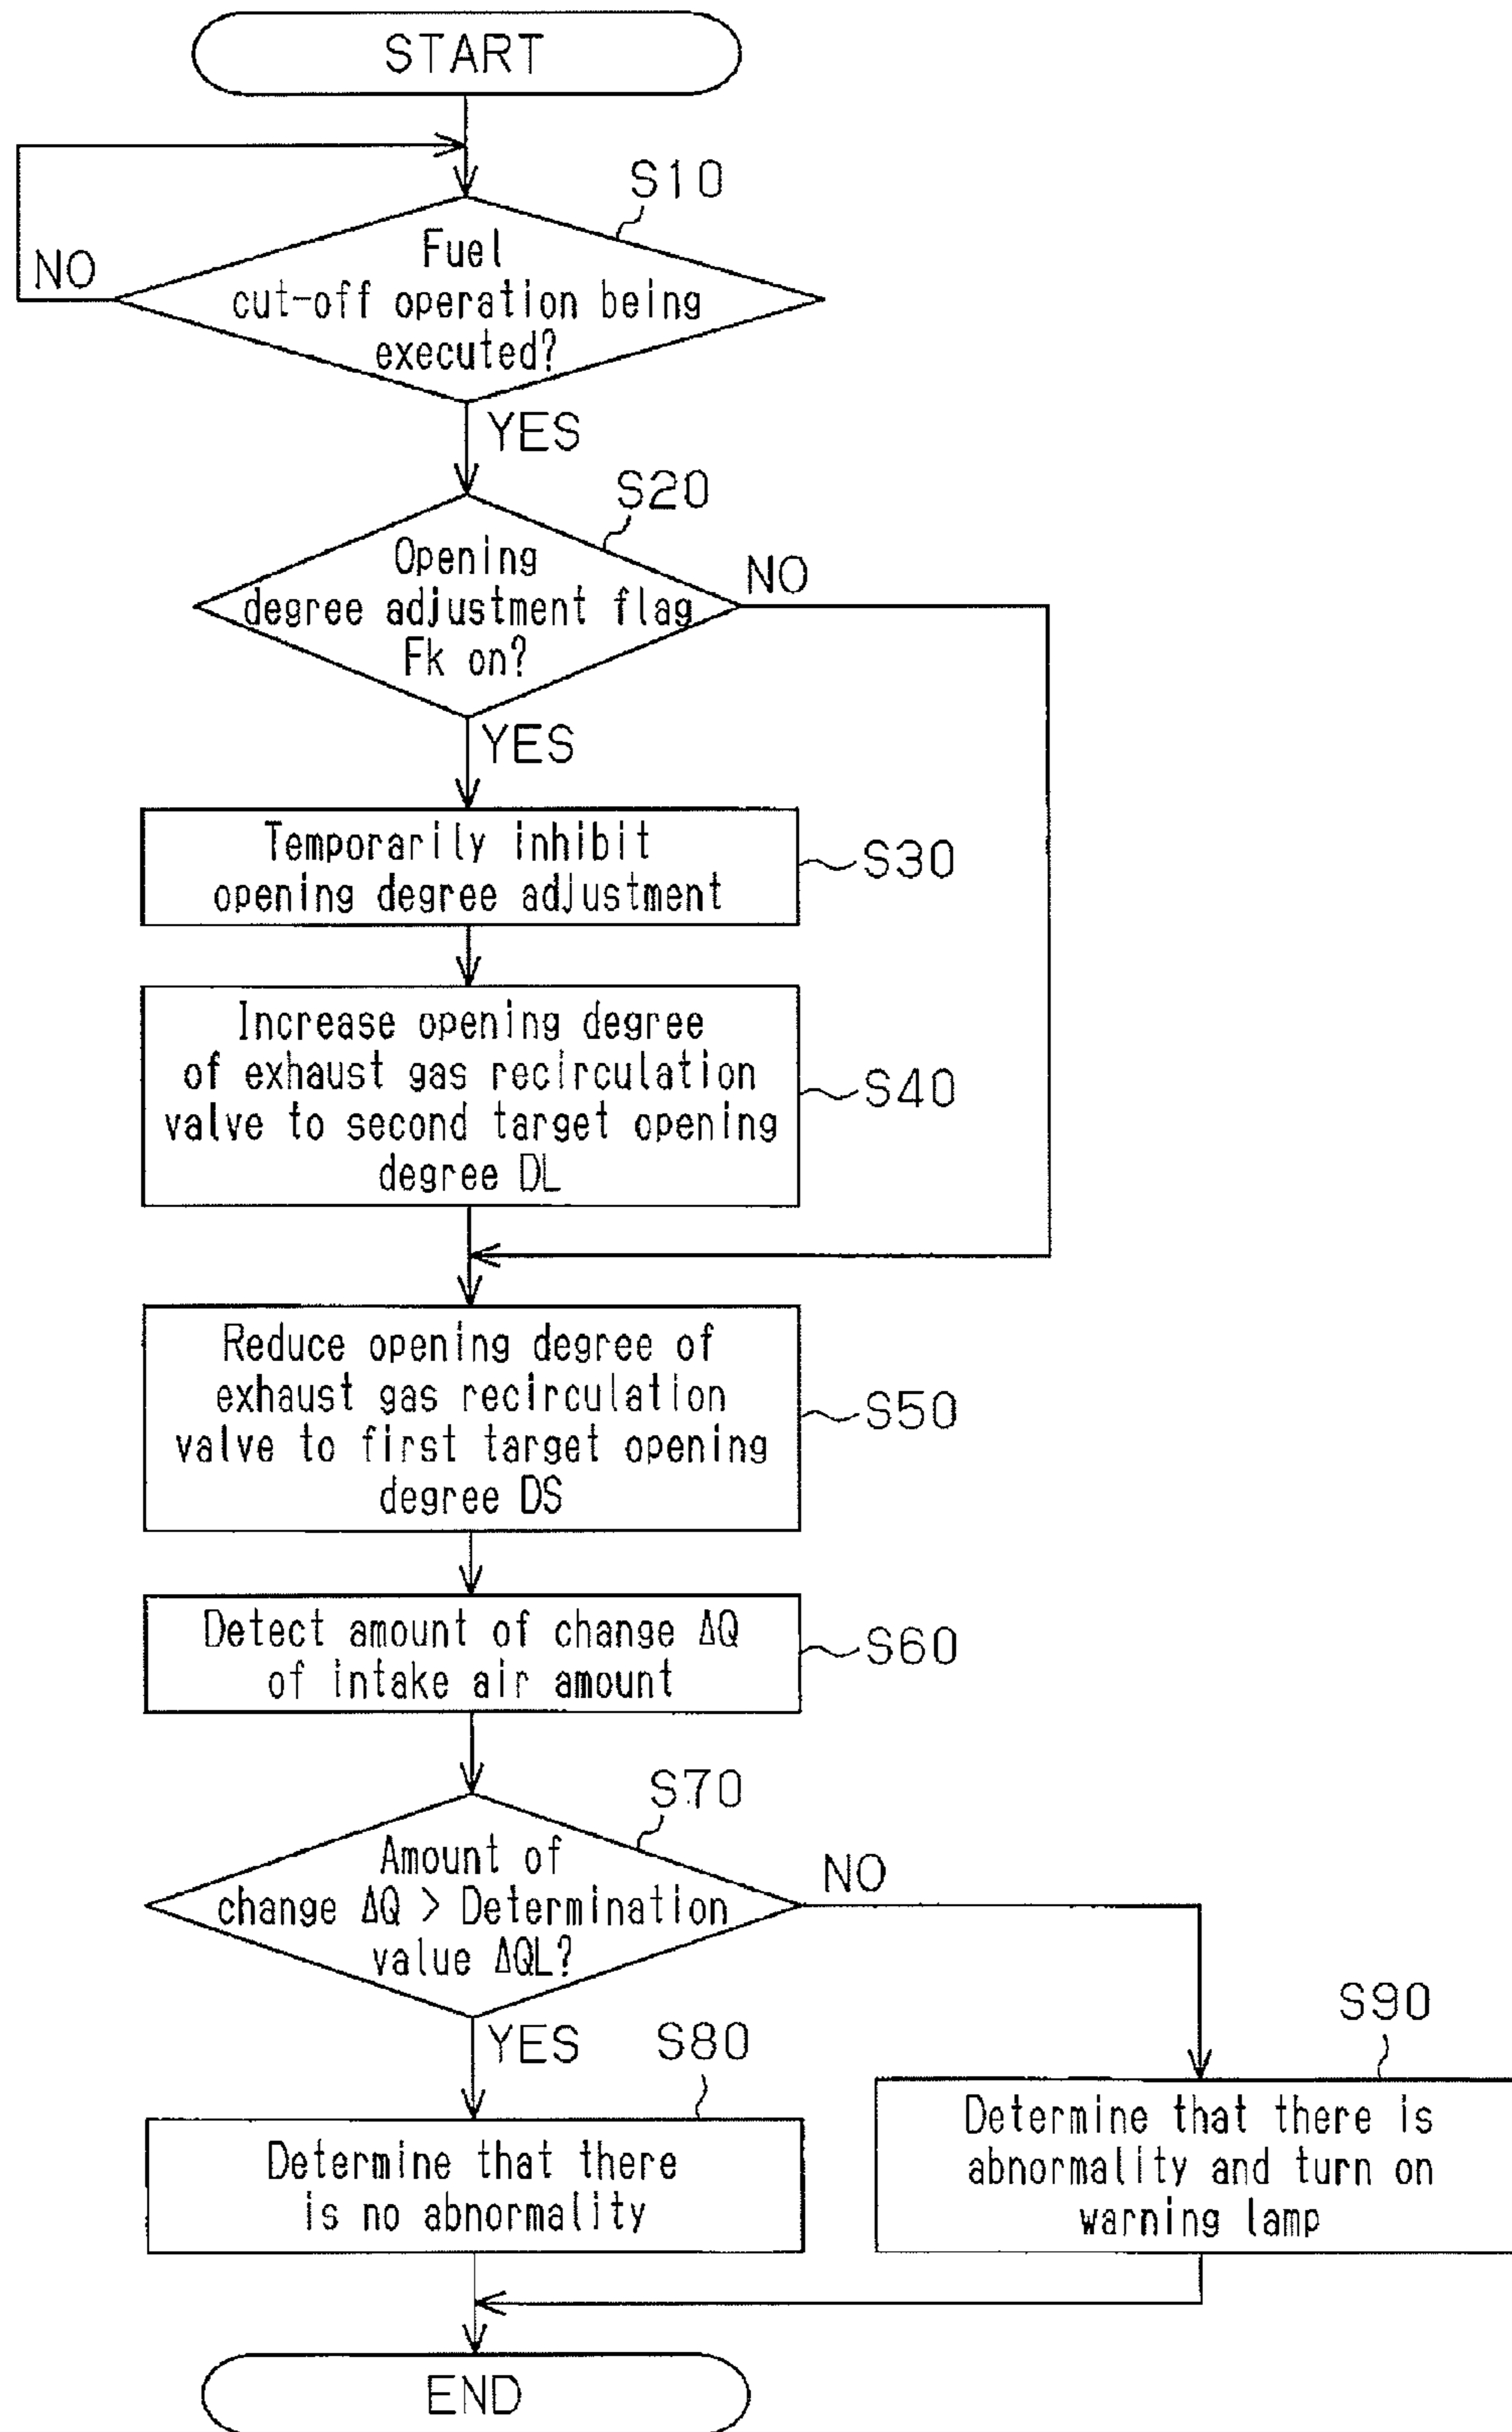 START
S10
NO
Fuel
cut-off operation being
executed?
YES
S20
Opening
degree adjustment flag
Fk on?
NO
YES
Temporarily inhibit
opening degree adjustment
S30
Increase opening degree
of exhaust gas recirculation
valve to second target opening
degree DL
S40
Reduce opening degree of
exhaust gas recirculation
valve to first target opening
degree DS
S50
Detect amount of change ΔQ
of intake air amount
S60
S70
Amount of
change ΔQ > Determination
value ΔQL?
NO
YES
S80
Determine that there
is no abnormality
S90
Determine that there is
abnormality and turn on
warning lamp
END